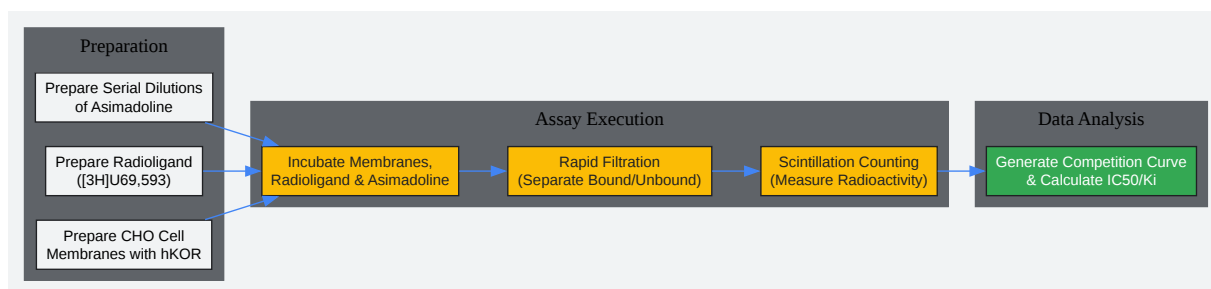 Preparation
Prepare Serial Dilutions
of Asimadoline
Prepare Radioligand
([3H]U69,593)
Prepare CHO Cell
Membranes with hKOR
Assay Execution
Incubate Membranes,
Radioligand & Asimadoline
Rapid Filtration
(Separate Bound/Unbound)
Scintillation Counting
(Measure Radioactivity)
Data Analysis
Generate Competition Curve
& Calculate IC50/Ki